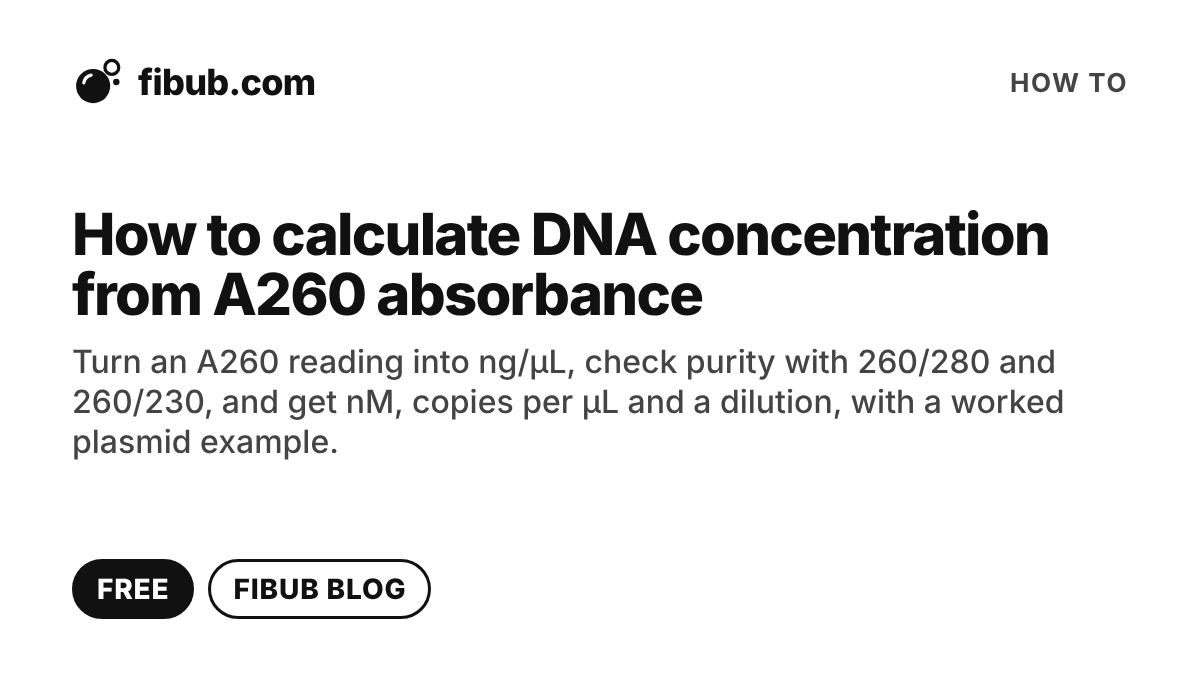 fibub.com
HOW TO
How to calculate DNA concentration
from A260 absorbance
Turn an A260 reading into ng/µL, check purity with 260/280 and
260/230, and get nM, copies per µL and a dilution, with a worked
plasmid example.
FREE
FIBUB BLOG